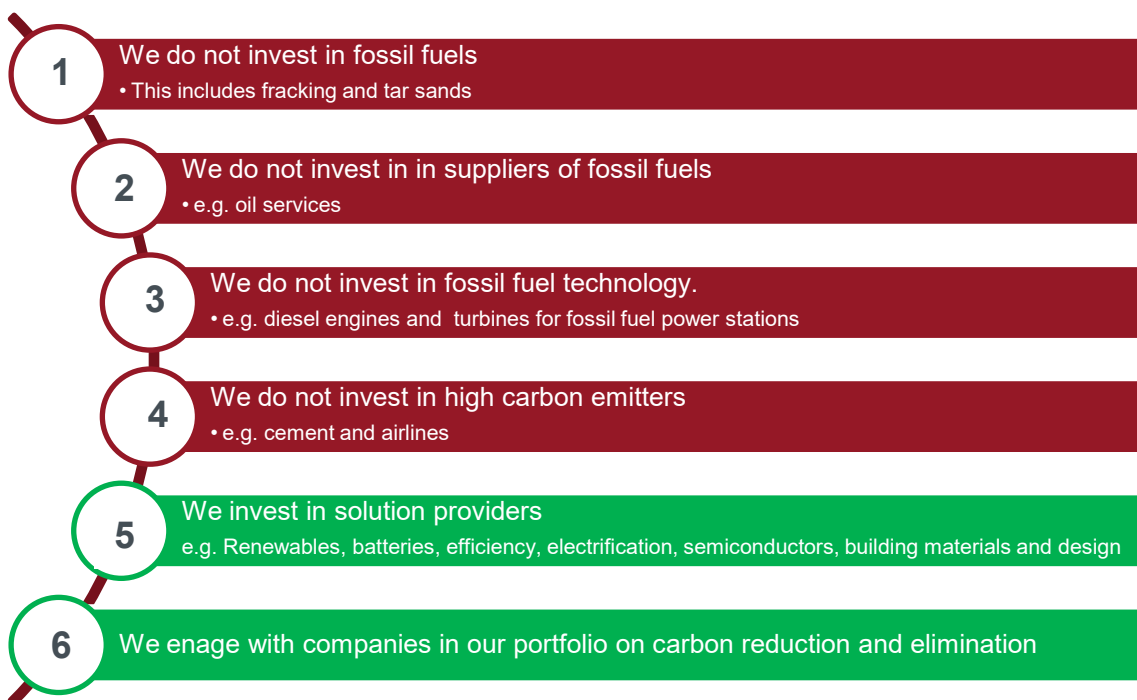 1
We do not invest in fossil fuels
• This includes fracking and tar sands
2
We do not invest in in suppliers of fossil fuels
• e.g. oil services
3
We do not invest in fossil fuel technology.
• e.g. diesel engines and  turbines for fossil fuel power stations
4
We do not invest in high carbon emitters
• e.g. cement and airlines
5
We invest in solution providers
e.g. Renewables, batteries, efficiency, electrification, semiconductors, building materials and design
6
We enage with companies in our portfolio on carbon reduction and elimination